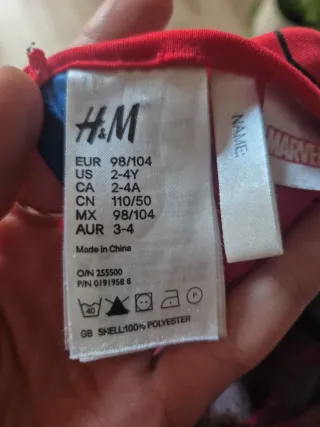 H&M
EUR 98/104
US 2-4Y
CA 2-4A
CN 110/50
MX 98/104
AUR 3-4
Made in China
O/N 255500
P/N 0191958 8
40
P
GB SHELL:100% POLYESTER
NAME:
MARVEL